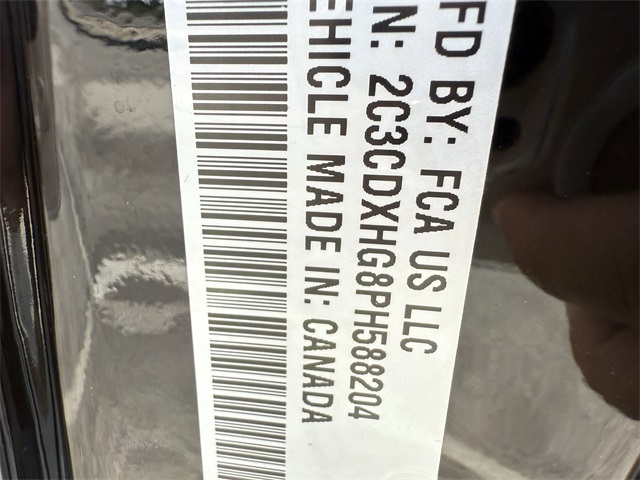 FD BY: FCA US LLC
N: 2C3CDXHG8PH588204
EHICLE MADE IN: CANADA